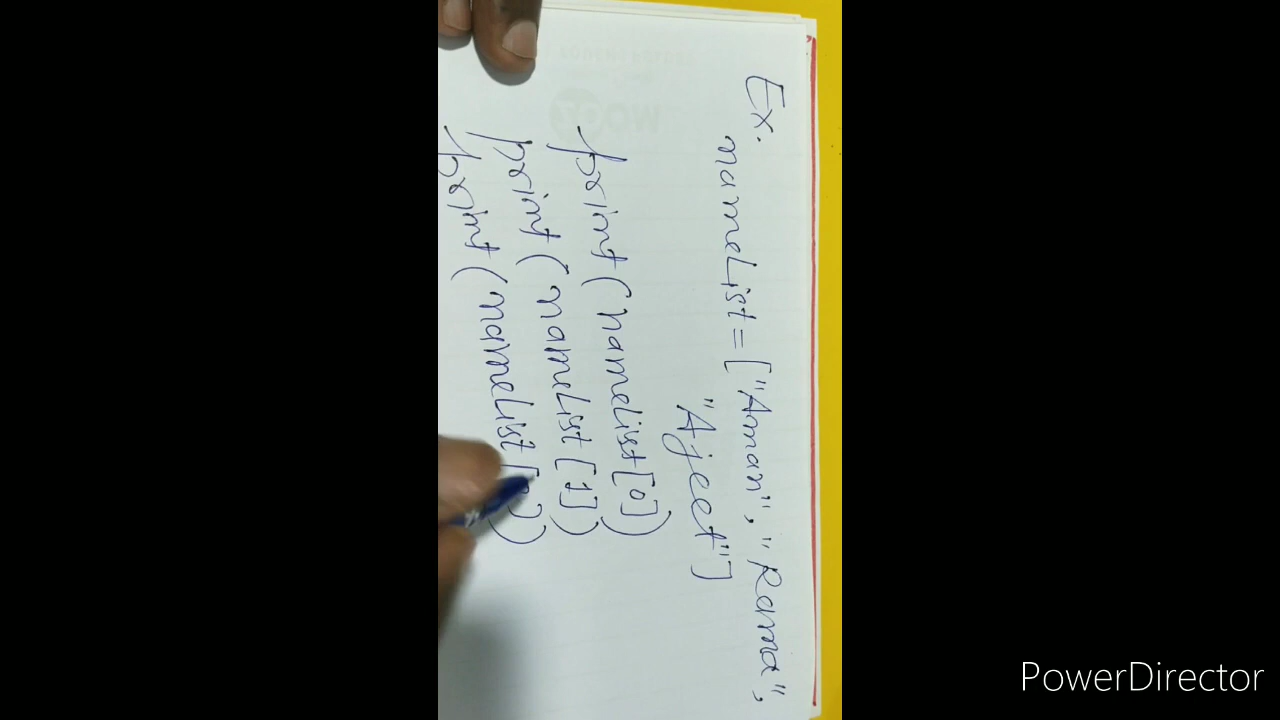 Ex.
nameList = ["Aman", "Rama",
"Ajeet"]
print(namelist[0])
print(nameList[1])
print(nameList[
PowerDirector